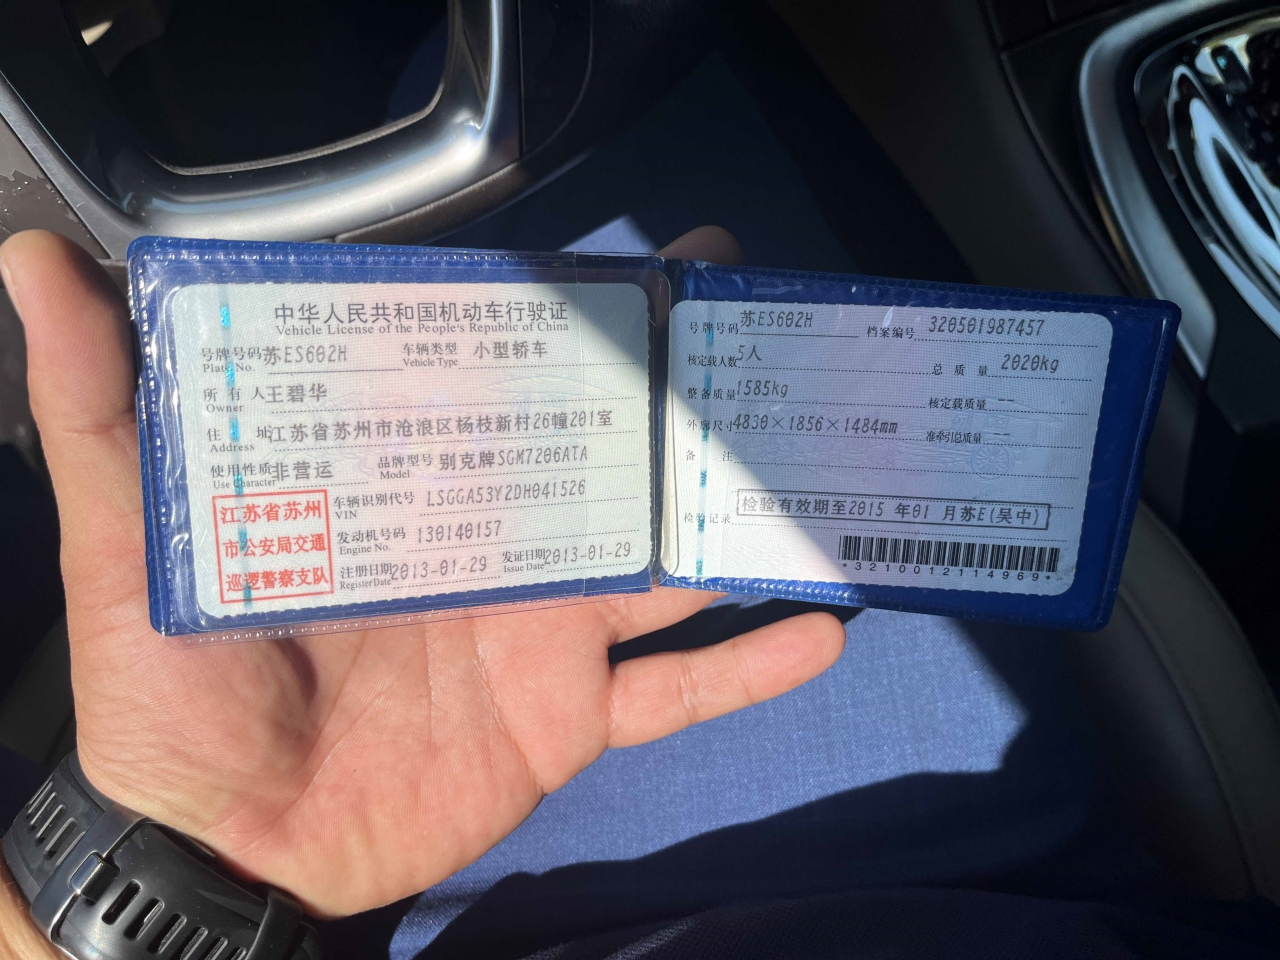 中华人民共和国机动车行驶证
Vehicle License of the People's Republic of China
号牌号码 苏ES602H 车辆类型 小型轿车
Plate No. Vehicle Type
所有人 王碧华
Owner
住址 江苏省苏州市沧浪区杨枝新村26幢201室
Address
使用性质 非营运 品牌型号 别克牌SGM7206ATA
Use Character Model
江苏省苏州
市公安局交通
巡逻警察支队
车辆识别代号 LSGGA53Y2DH041526
VIN
发动机号码 130140157
Engine No.
注册日期 2013-01-29 发证日期 2013-01-29
Register Date Issue Date
号牌号码 苏ES602H 档案编号 320501987457
核定载人数 5人 总质量 2020kg
整备质量 1585kg 核定载质量 --
外廓尺寸 4830×1856×1484mm 准牵引总质量 --
备注
检验记录 检验有效期至2015 年01 月苏E(吴中)
*3210012114969*